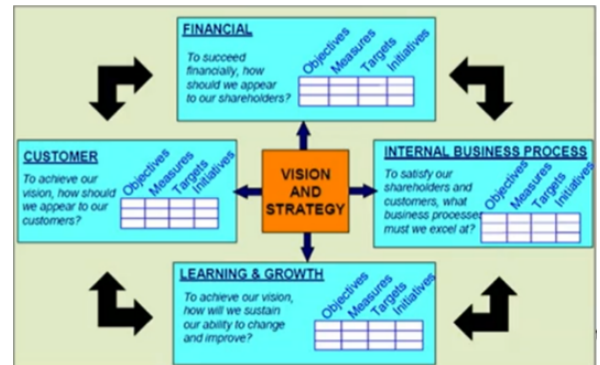 FINANCIAL
To succeed
financially, how
should we appear
to our shareholders?
Objectives
Measures
Targets
Initiatives
CUSTOMER
To achieve our
vision, how should
we appear to our
customers?
Objectives
Measures
Targets
Initiatives
VISION
AND
STRATEGY
INTERNAL BUSINESS PROCESS
To satisfy our
shareholders and
customers, what
business processes
must we excel at?
Objectives
Measures
Targets
Initiatives
LEARNING & GROWTH
To achieve our vision,
how will we sustain
our ability to change
and improve?
Objectives
Measures
Targets
Initiatives